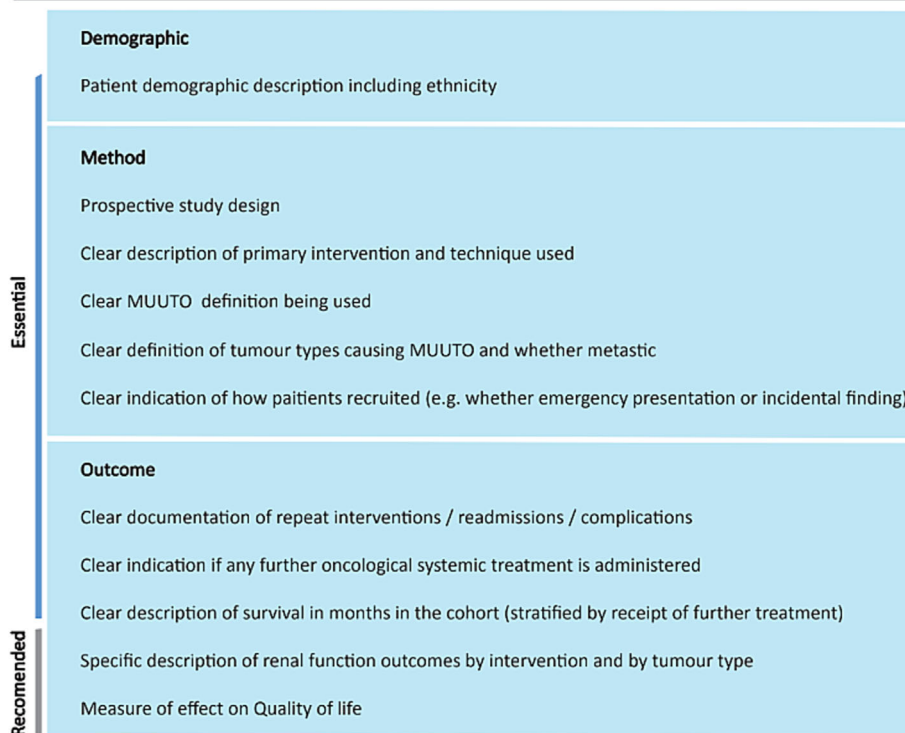 Demographic
Patient demographic description including ethnicity
Essential
Method
Prospective study design
Clear description of primary intervention and technique used
Clear MUUTO definition being used
Clear definition of tumour types causing MUUTO and whether metastic
Clear indication of how paitients recruited (e.g. whether emergency presentation or incidental finding)
Outcome
Clear documentation of repeat interventions / readmissions / complications
Clear indication if any further oncological systemic treatment is administered
Clear description of survival in months in the cohort (stratified by receipt of further treatment)
Recomended
Specific description of renal function outcomes by intervention and by tumour type
Measure of effect on Quality of life